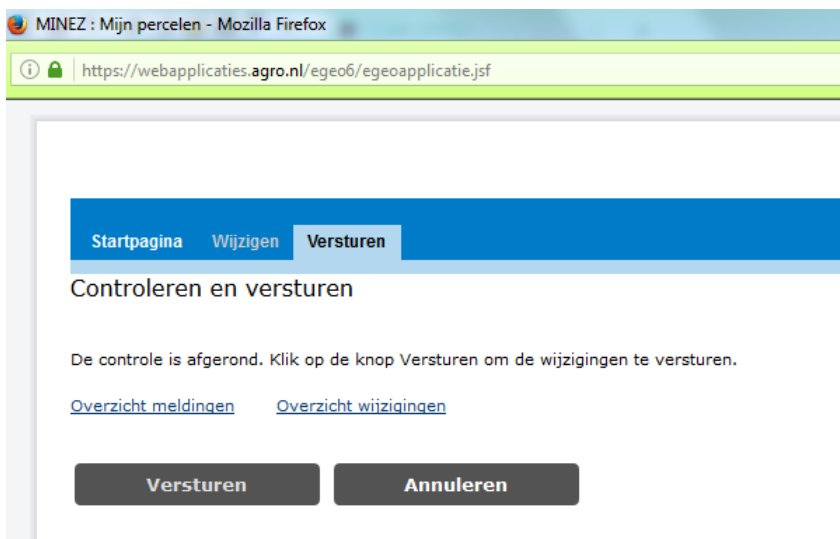 MINEZ : Mijn percelen - Mozilla Firefox
https://webapplicaties.agro.nl/egeo6/egeoapplicatie.jsf
Startpagina Wijzigen Versturen
Controleren en versturen
De controle is afgerond. Klik op de knop Versturen om de wijzigingen te versturen.
Overzicht meldingen Overzicht wijzigingen
Versturen Annuleren